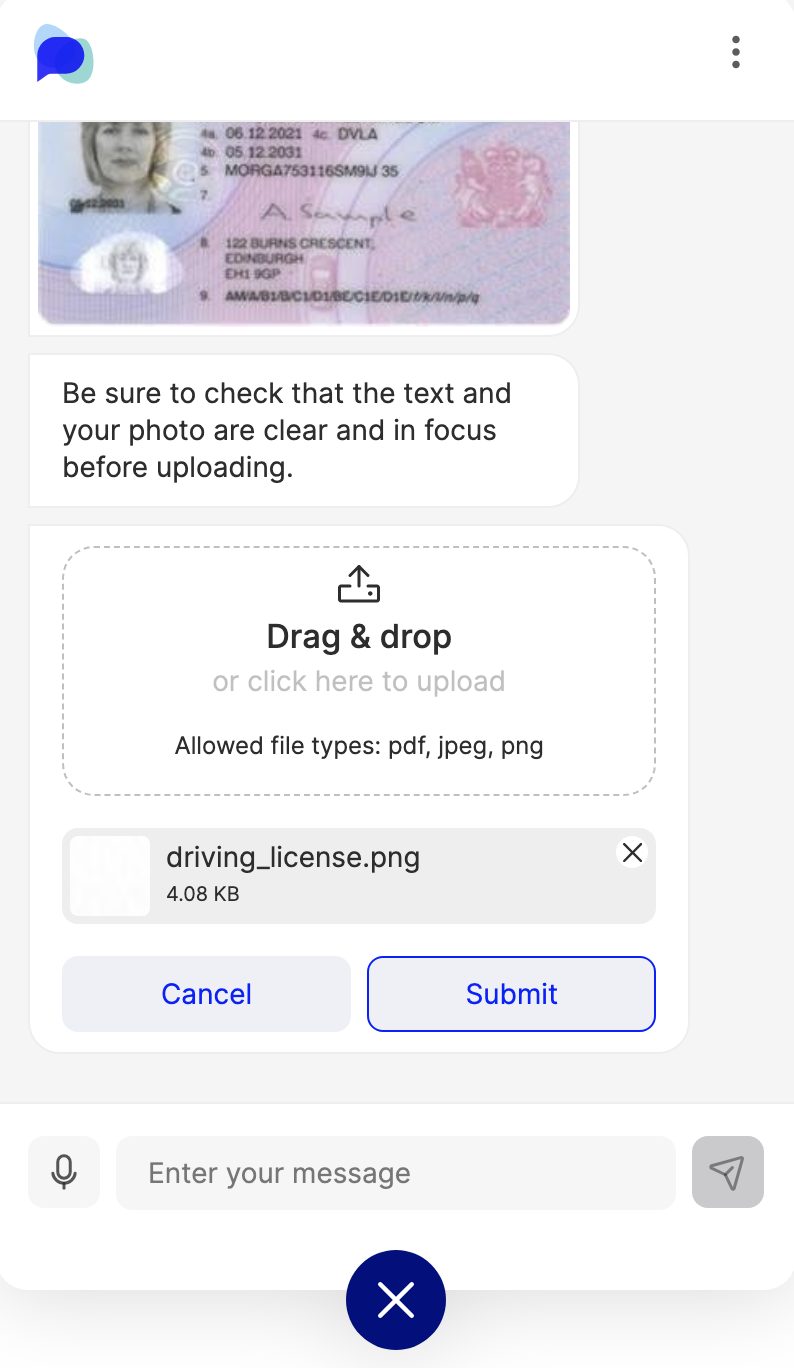 4a. 06.12.2021 4c. DVLA
4b. 05.12.2031
5. MORGA753116SM9IJ 35
7.
A Sample
8. 122 BURNS CRESCENT,
EDINBURGH
EH1 9GP
9. AM/A/B1/B/C1/D1/BE/C1E/D1E/f/k/l/n/p/q
Be sure to check that the text and
your photo are clear and in focus
before uploading.
Drag & drop
or click here to upload
Allowed file types: pdf, jpeg, png
driving_license.png
4.08 KB
Cancel
Submit
Enter your message